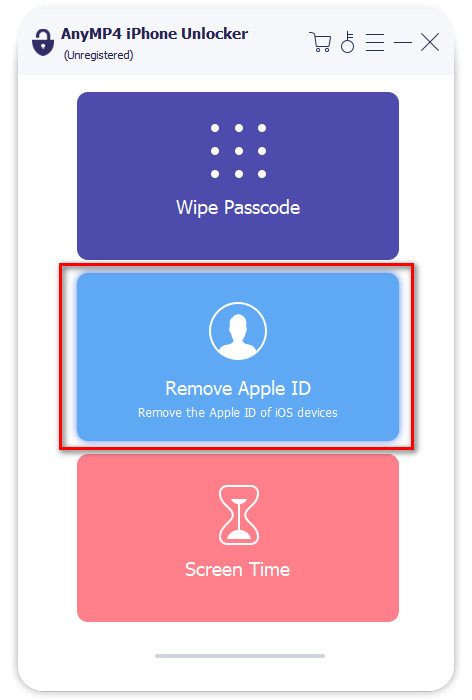 AnyMP4 iPhone Unlocker
(Unregistered)
Wipe Passcode
Remove Apple ID
Remove the Apple ID of iOS devices
Screen Time